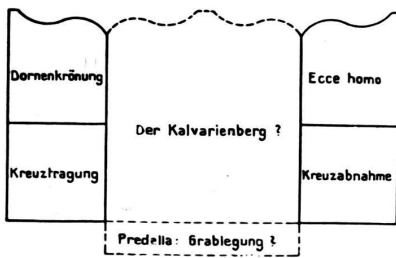 Dornenkrönung
Ecce homo
Der Kalvarienberg ?
Kreuztragung
Kreuzabnahme
Predella: Grablegung ?